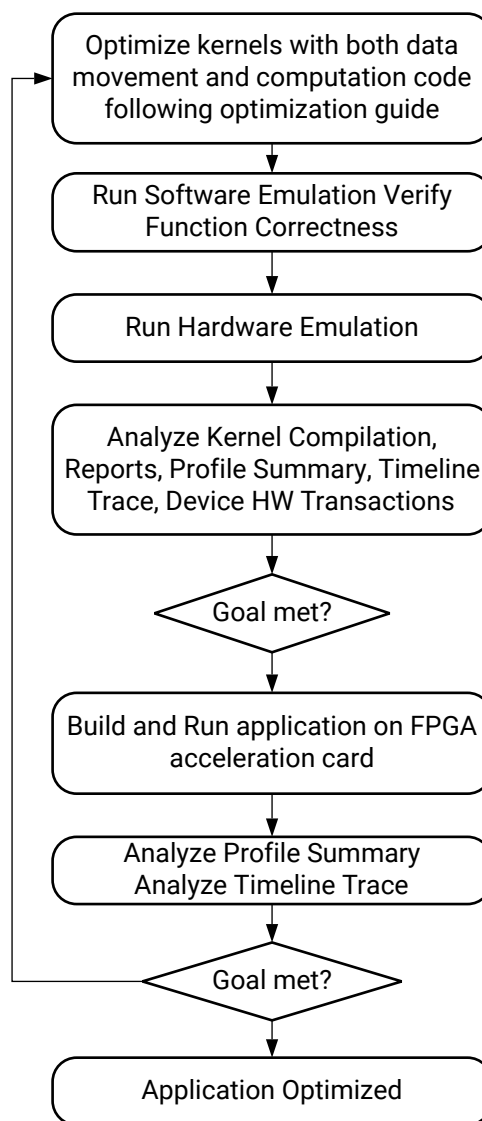 Optimize kernels with both data
movement and computation code
following optimization guide
Run Software Emulation Verify
Function Correctness
Run Hardware Emulation
Analyze Kernel Compilation,
Reports, Profile Summary, Timeline
Trace, Device HW Transactions
Goal met?
Build and Run application on FPGA
acceleration card
Analyze Profile Summary
Analyze Timeline Trace
Goal met?
Application Optimized